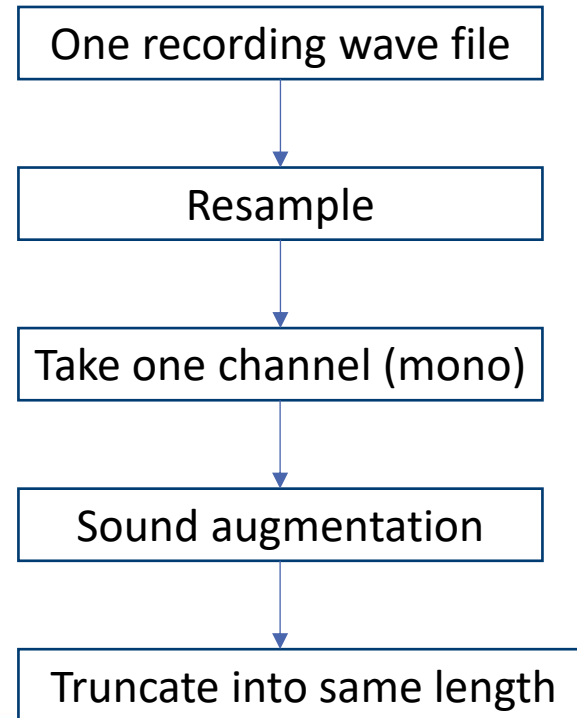 One recording wave file
Resample
Take one channel (mono)
Sound augmentation
Truncate into same length